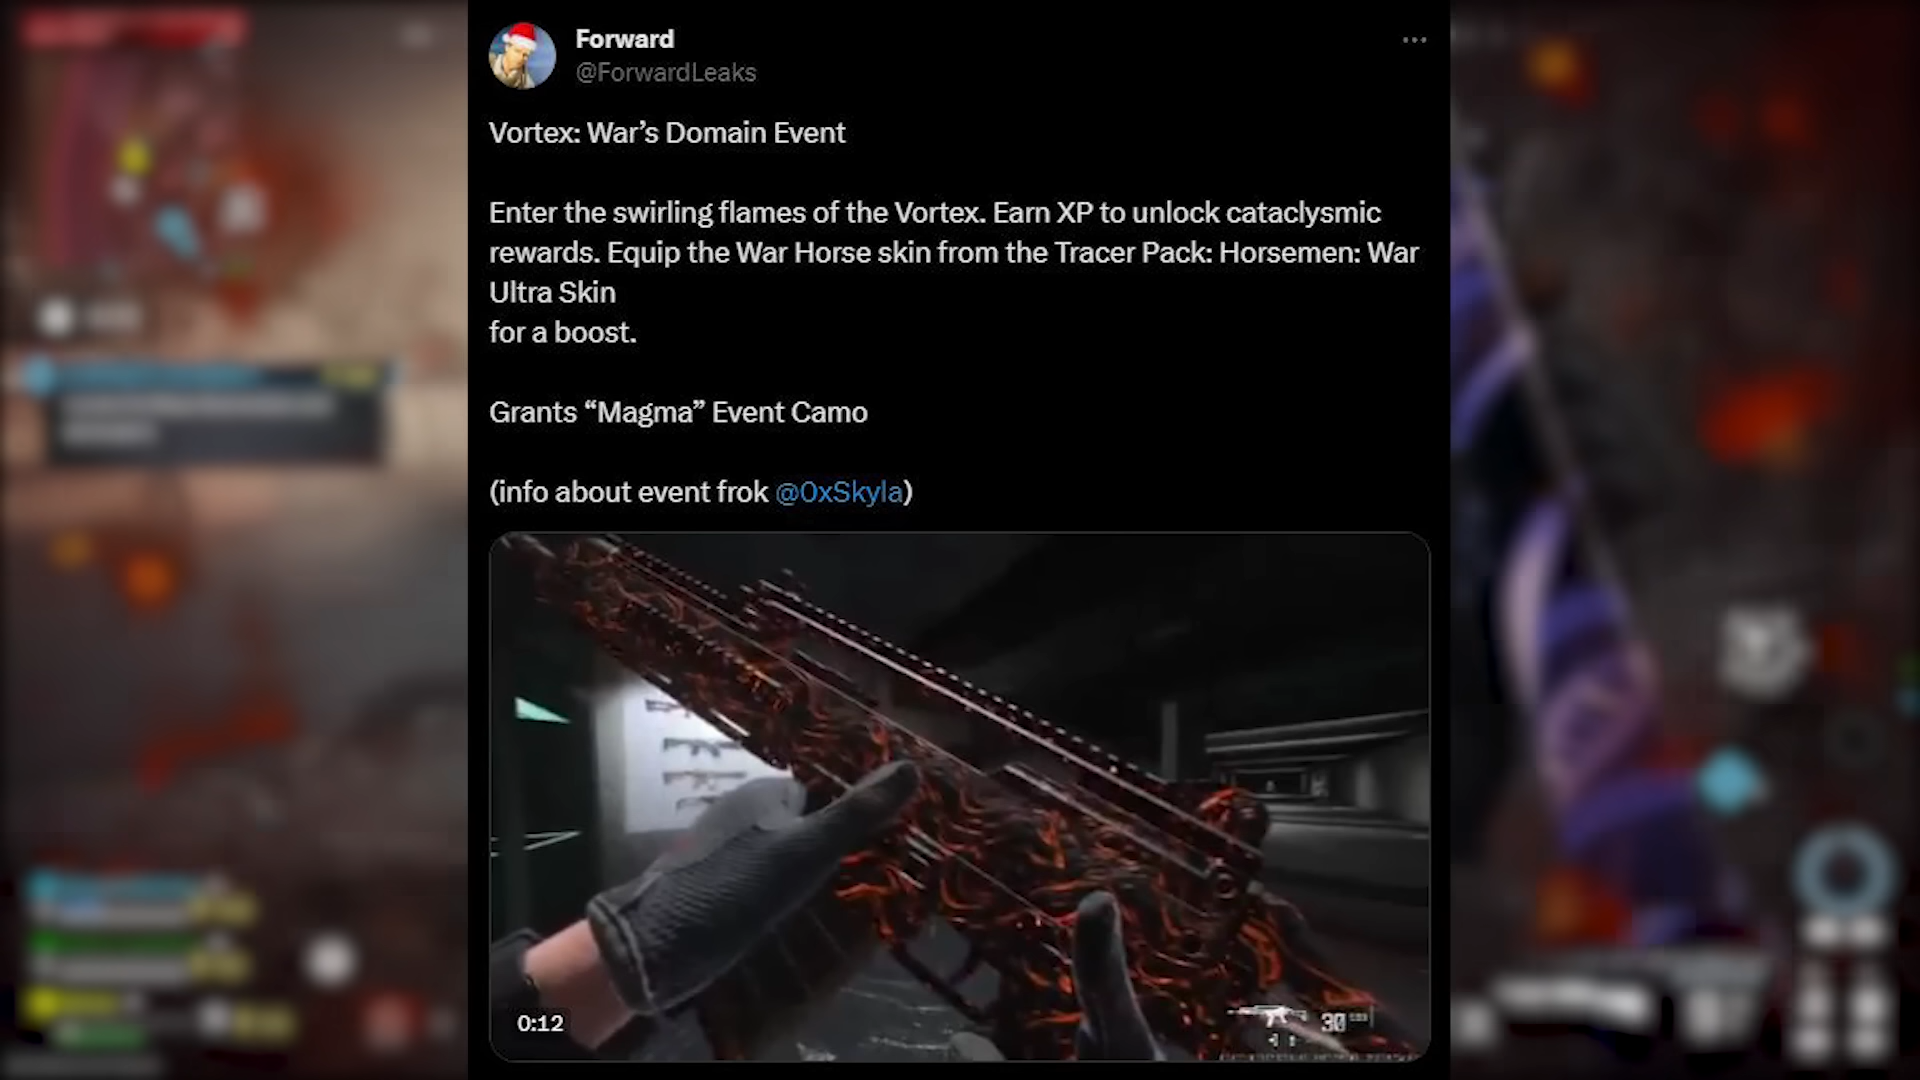 Forward
@ForwardLeaks
Vortex: War’s Domain Event
Enter the swirling flames of the Vortex. Earn XP to unlock cataclysmic
rewards. Equip the War Horse skin from the Tracer Pack: Horsemen: War
Ultra Skin
for a boost.
Grants “Magma” Event Camo
(info about event frok @0xSkyla)
0:12
30